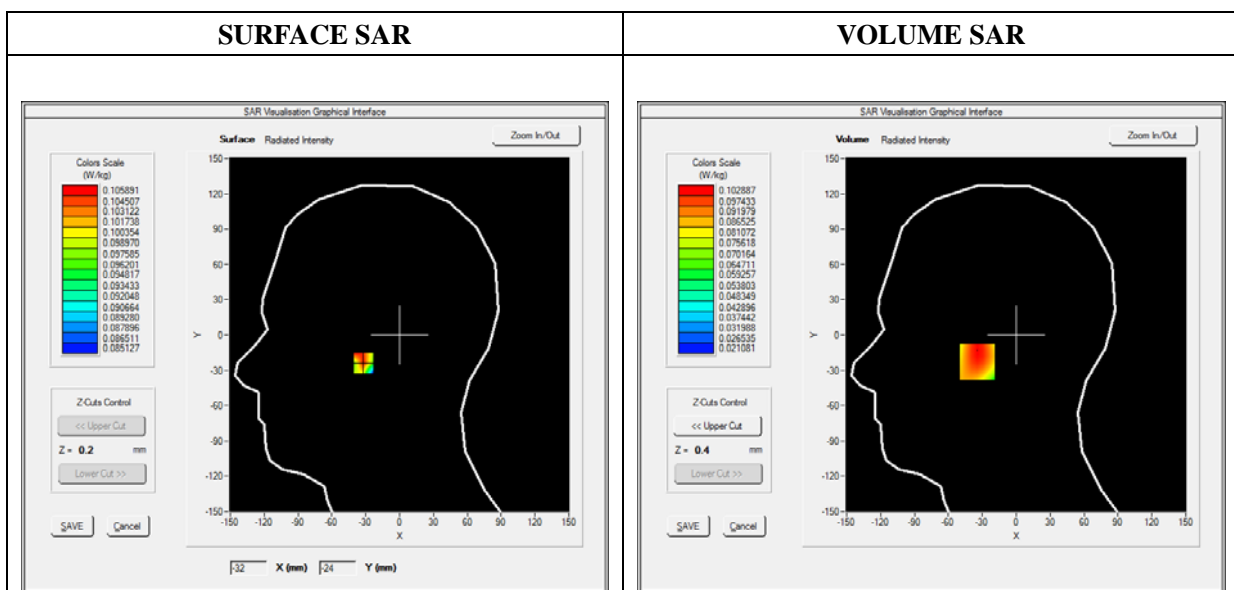 SURFACE SAR
VOLUME SAR
SAR Visualisation Graphical Interface
Surface Radiated Intensity
Zoom In/Out
Colors Scale
(W/kg)
0.105891
0.104507
0.103122
0.101738
0.100354
0.098970
0.097585
0.096201
0.094817
0.093433
0.092048
0.090664
0.089280
0.087896
0.086511
0.085127
Z-Cuts Control
<< Upper Cut
Z = 0.2 mm
Lower Cut >>
SAVE Cancel
150
120
90
60
30
0
-30
-60
-90
-120
-150
Y
-150 -120 -90 -60 -30 0 30 60 90 120 150
X
-32 X (mm) -24 Y (mm)
SAR Visualisation Graphical Interface
Volume Radiated Intensity
Zoom In/Out
Colors Scale
(W/kg)
0.102887
0.097433
0.091979
0.086525
0.081072
0.075618
0.070164
0.064711
0.059257
0.053803
0.048349
0.042896
0.037442
0.031988
0.026535
0.021081
Z-Cuts Control
<< Upper Cut
Z = 0.4 mm
Lower Cut >>
SAVE Cancel
150
120
90
60
30
0
-30
-60
-90
-120
-150
Y
-150 -120 -90 -60 -30 0 30 60 90 120 150
X